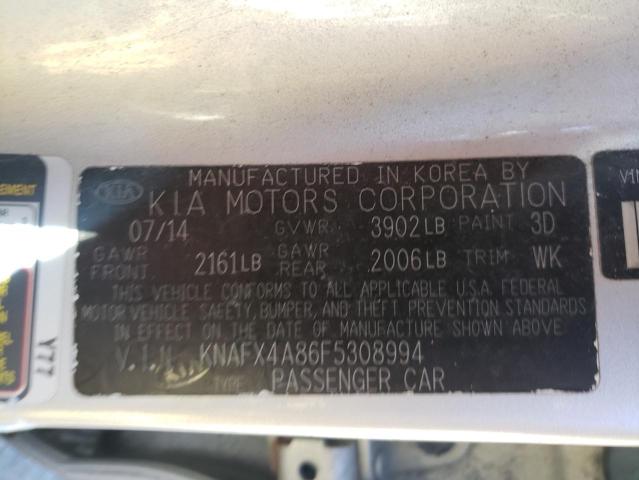 MANUFACTURED IN KOREA BY
KIA KIA MOTORS CORPORATION
07/14 GVWR 3902LB PAINT 3D
GAWR FRONT 2161LB GAWR REAR 2006LB TRIM WK
THIS VEHICLE CONFORMS TO ALL APPLICABLE U.S.A. FEDERAL
MOTOR VEHICLE SAFETY, BUMPER, AND THEFT PREVENTION STANDARDS
IN EFFECT ON THE DATE OF MANUFACTURE SHOWN ABOVE
V.I.N. KNAFX4A86F5308994
TYPE PASSENGER CAR
Y77